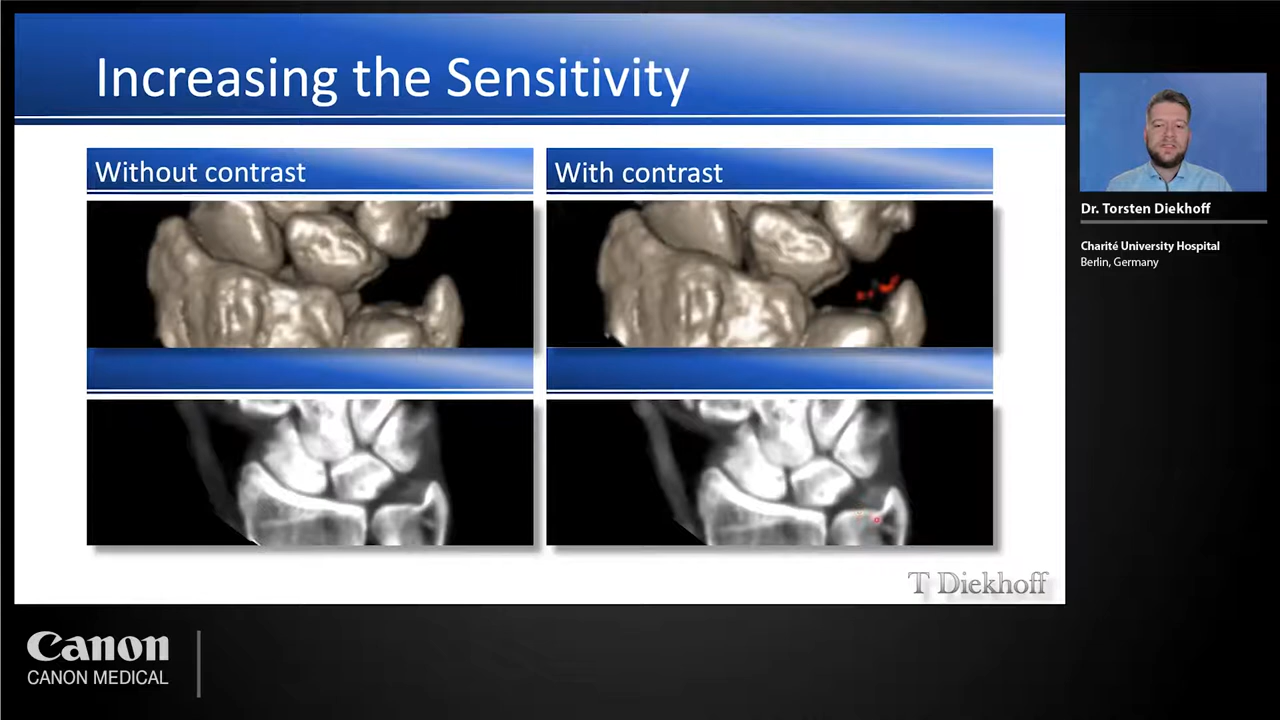 Increasing the Sensitivity
Without contrast
With contrast
T Diekhoff
Dr. Torsten Diekhoff
Charité University Hospital
Berlin, Germany
Canon
CANON MEDICAL